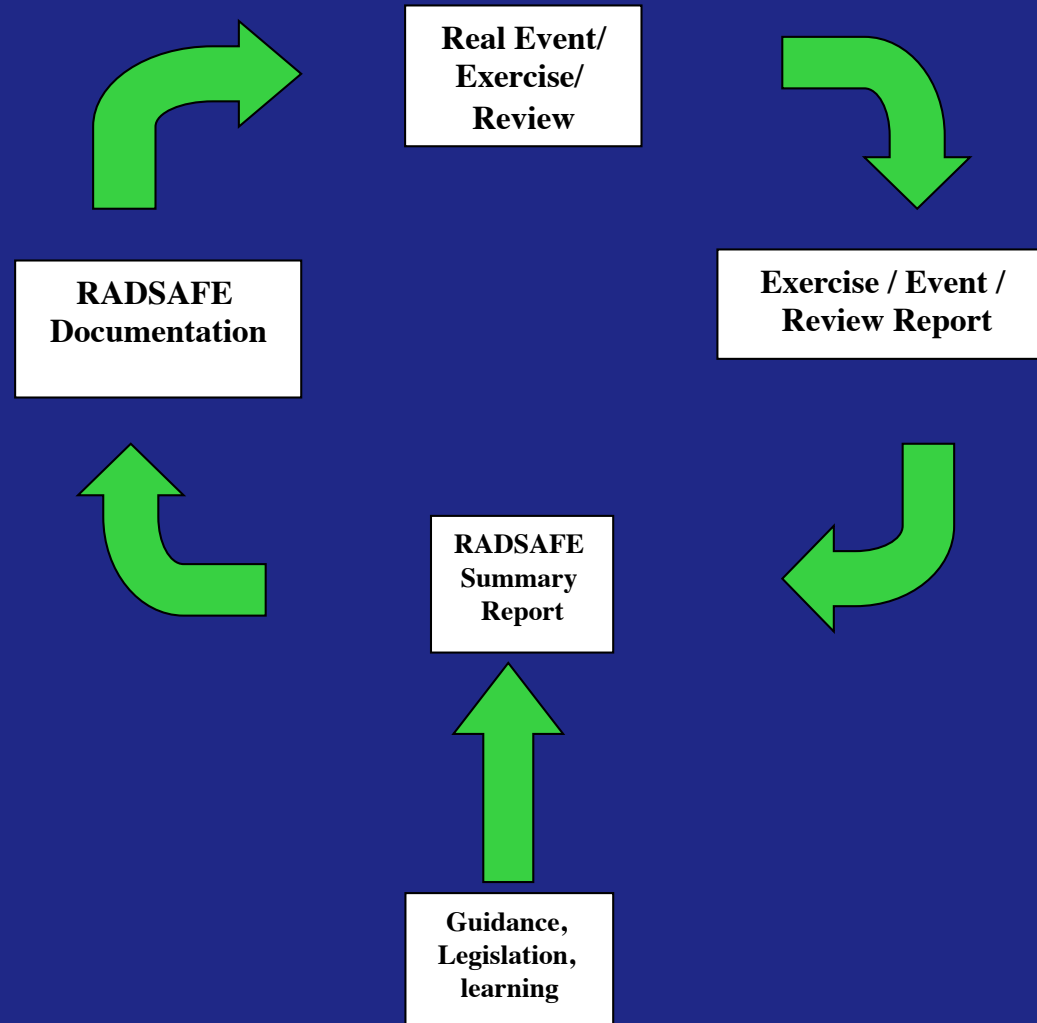 Real Event/
Exercise/
Review
RADSAFE
Documentation
Exercise / Event /
Review Report
RADSAFE
Summary
Report
Guidance,
Legislation,
learning